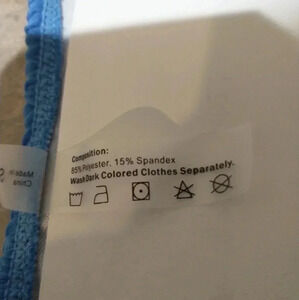 Composition:
85% Polyester, 15% Spandex
Wash Dark Colored Clothes Separately.
Made in
China
S